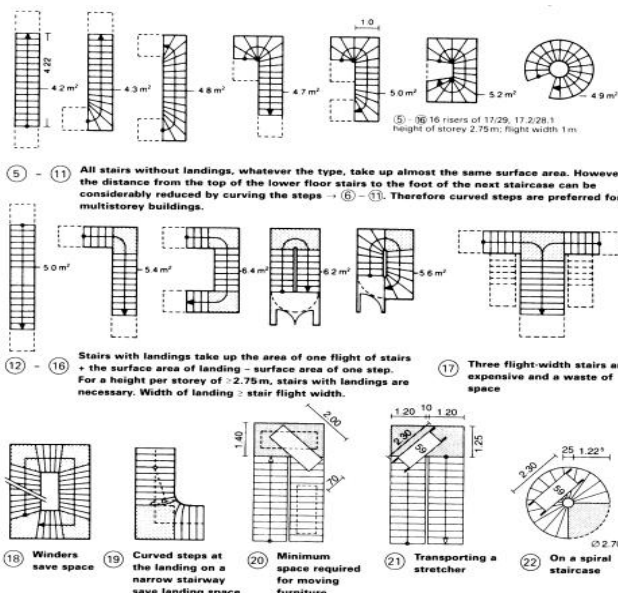 1.0
4.22
4.2 m²
4.3 m²
4.8 m²
4.7 m²
5.0 m²
5.2 m²
4.9 m²
⑤ - ⑯ 16 risers of 17/29, 17.2/28.1
height of storey 2.75 m; flight width 1 m
⑤ - ⑪ All stairs without landings, whatever the type, take up almost the same surface area. Howeve
the distance from the top of the lower floor stairs to the foot of the next staircase can be
considerably reduced by curving the steps → ⑥ – ⑪. Therefore curved steps are preferred fo
multistorey buildings.
5.0 m²
5.4 m²
6.4 m²
6.2 m²
5.6 m²
⑫ - ⑯ Stairs with landings take up the area of one flight of stairs
+ the surface area of landing – surface area of one step.
For a height per storey of ≥ 2.75 m, stairs with landings are
necessary. Width of landing ≥ stair flight width.
⑰ Three flight-width stairs ar
expensive and a waste of
space
1.40
2.00
70
1.20 10 1.20
2.30
59
1.25
25 1.22⁵
2.30
59
Ø 2.70
⑱ Winders
save space
⑲ Curved steps at
the landing on a
narrow stairway
save landing space
⑳ Minimum
space required
for moving
furniture
㉑ Transporting a
stretcher
㉒ On a spiral
staircase